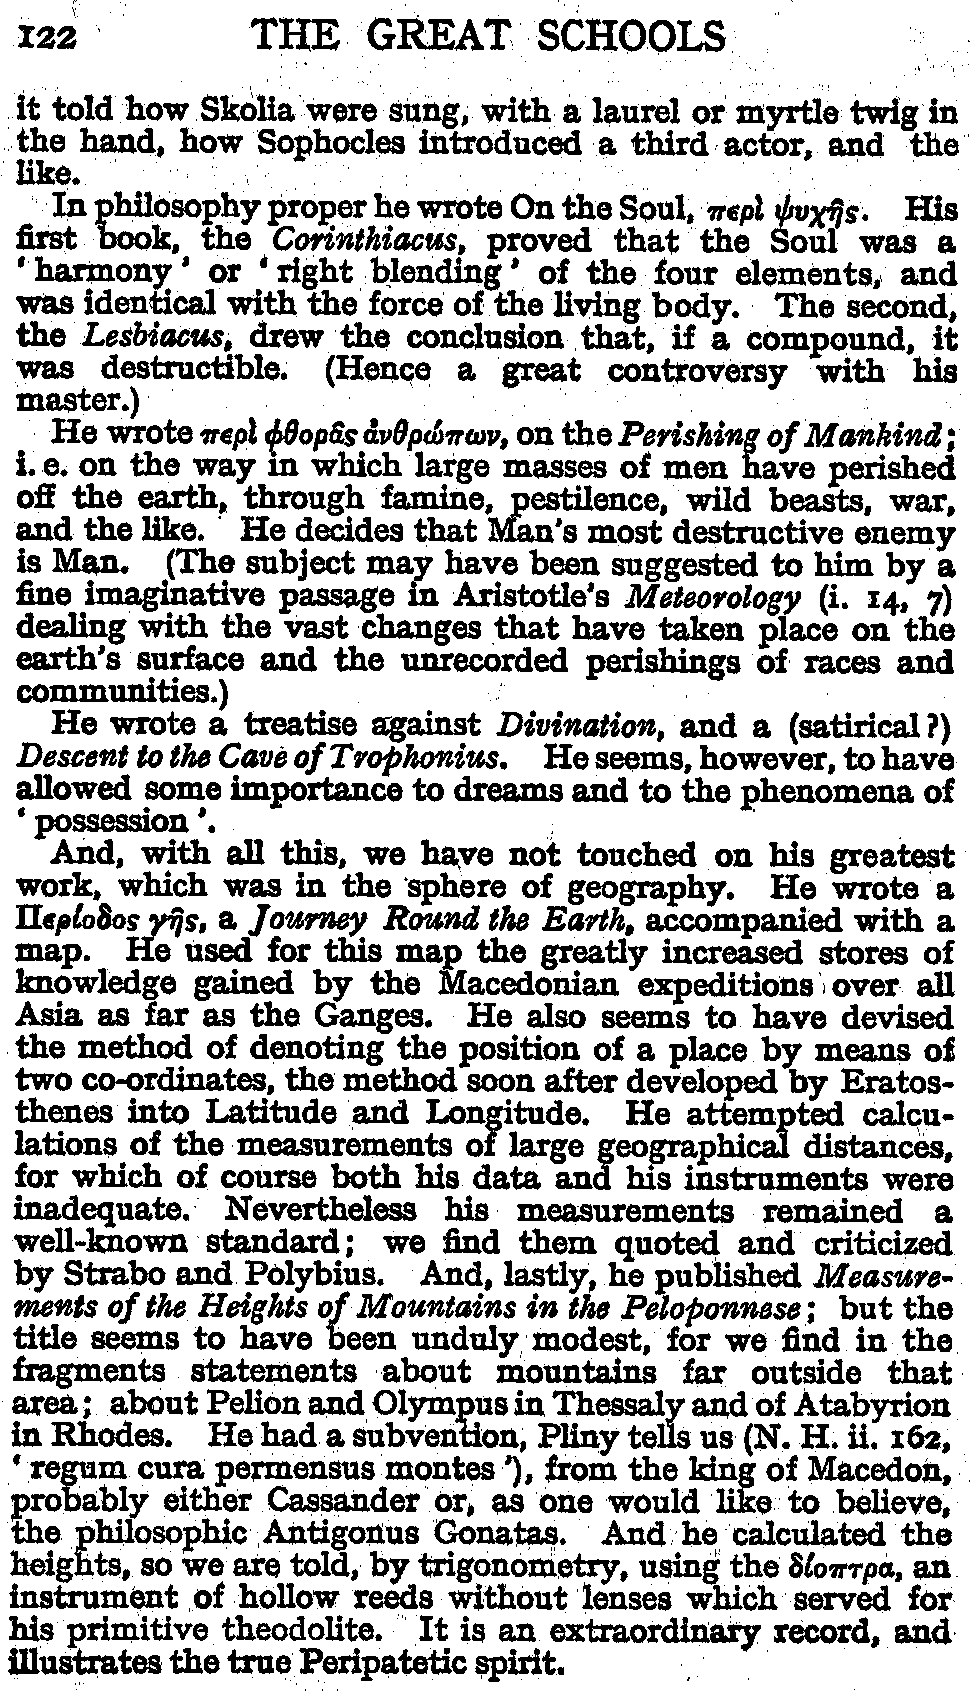 122 THE GREAT SCHOOLS
it told how Skolia were sung, with a laurel or myrtle twig in
the hand, how Sophocles introduced a third actor, and the
like.
In philosophy proper he wrote On the Soul, περὶ ψυχῆς. His
first book, the Corinthiacus, proved that the Soul was a
‘ harmony ’ or ‘ right blending ’ of the four elements, and
was identical with the force of the living body. The second,
the Lesbiacus, drew the conclusion that, if a compound, it
was destructible. (Hence a great controversy with his
master.)
He wrote περὶ φθορᾶς ἀνθρώπων, on the Perishing of Mankind ;
i. e. on the way in which large masses of men have perished
off the earth, through famine, pestilence, wild beasts, war,
and the like. He decides that Man's most destructive enemy
is Man. (The subject may have been suggested to him by a
fine imaginative passage in Aristotle's Meteorology (i. 14, 7)
dealing with the vast changes that have taken place on the
earth's surface and the unrecorded perishings of races and
communities.)
He wrote a treatise against Divination, and a (satirical ?)
Descent to the Cave of Trophonius. He seems, however, to have
allowed some importance to dreams and to the phenomena of
‘ possession ’.
And, with all this, we have not touched on his greatest
work, which was in the sphere of geography. He wrote a
Περίοδος γῆς, a Journey Round the Earth, accompanied with a
map. He used for this map the greatly increased stores of
knowledge gained by the Macedonian expeditions over all
Asia as far as the Ganges. He also seems to have devised
the method of denoting the position of a place by means of
two co-ordinates, the method soon after developed by Eratos-
thenes into Latitude and Longitude. He attempted calcu-
lations of the measurements of large geographical distances,
for which of course both his data and his instruments were
inadequate. Nevertheless his measurements remained a
well-known standard ; we find them quoted and criticized
by Strabo and Polybius. And, lastly, he published Measure-
ments of the Heights of Mountains in the Peloponnese ; but the
title seems to have been unduly modest, for we find in the
fragments statements about mountains far outside that
area ; about Pelion and Olympus in Thessaly and of Atabyrion
in Rhodes. He had a subvention, Pliny tells us (N. H. ii. 162,
‘ regum cura permensus montes ’), from the king of Macedon,
probably either Cassander or, as one would like to believe,
the philosophic Antigonus Gonatas. And he calculated the
heights, so we are told, by trigonometry, using the δίοπτρα, an
instrument of hollow reeds without lenses which served for
his primitive theodolite. It is an extraordinary record, and
illustrates the true Peripatetic spirit.